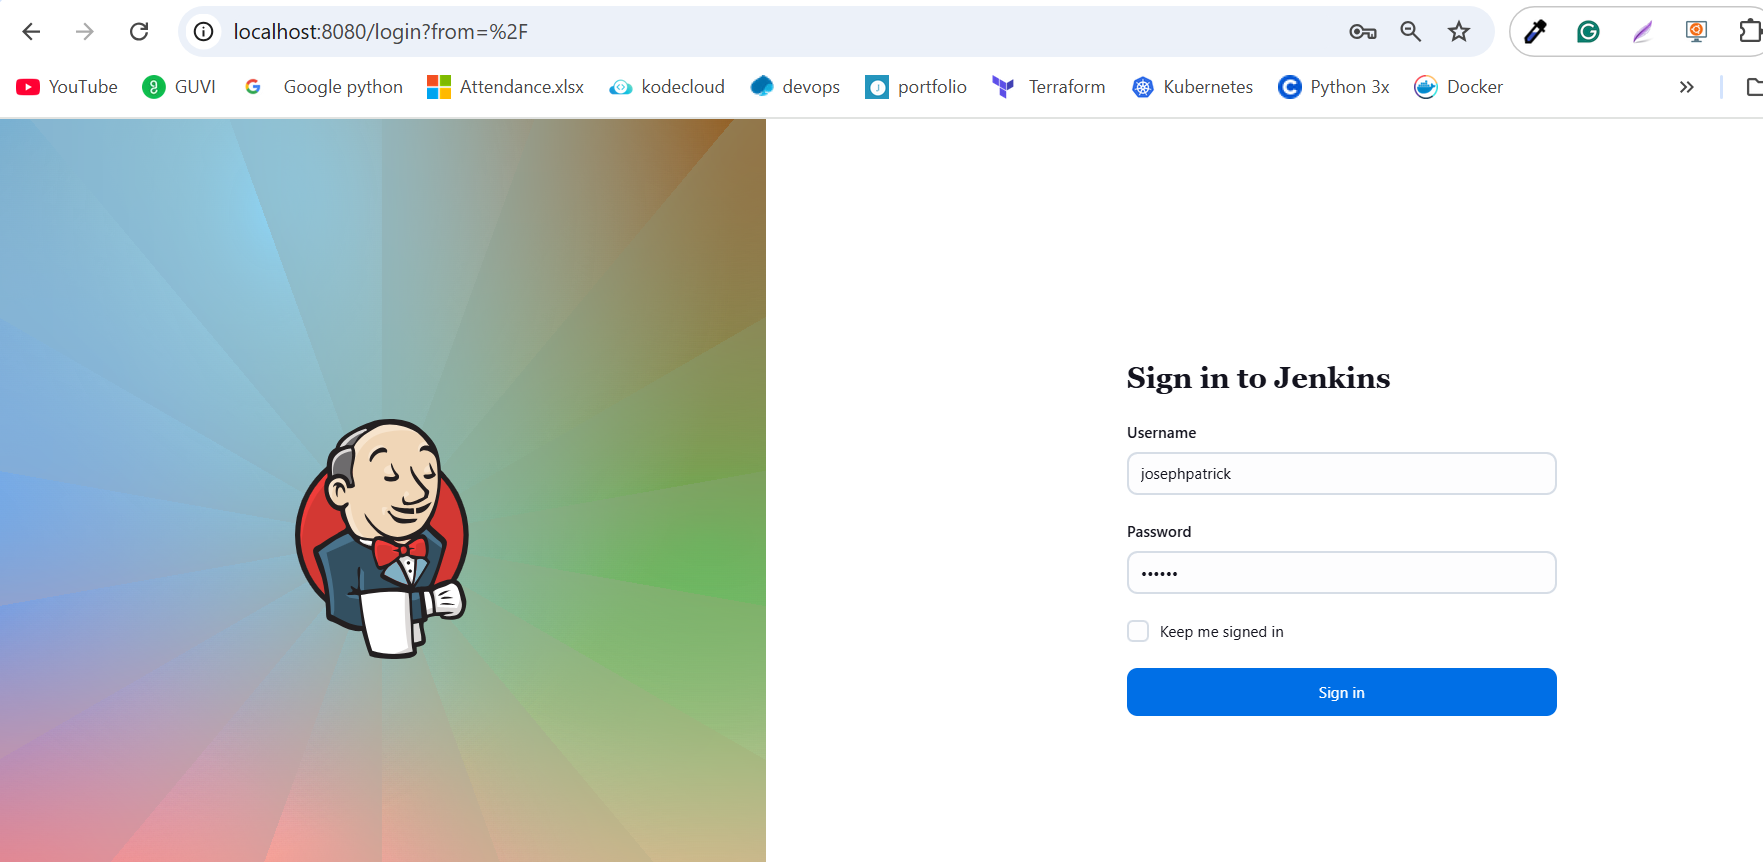 localhost:8080/login?from=%2F
YouTube GUVI Google python Attendance.xlsx kodecloud devops portfolio Terraform Kubernetes Python 3x Docker
Sign in to Jenkins
Username
josephpatrick
Password
••••••
Keep me signed in
Sign in